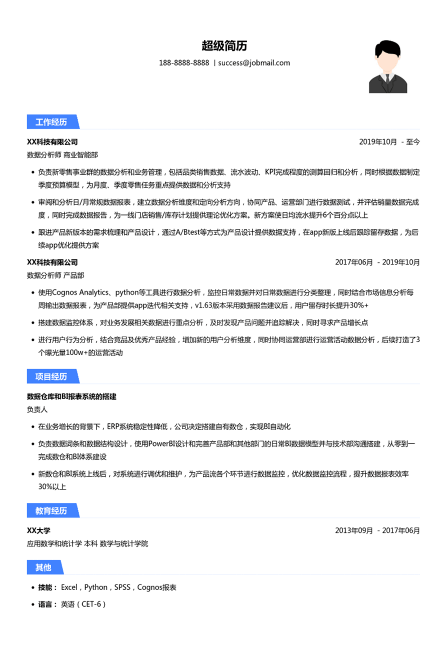 超级简历
188-8888-8888 | success@jobmail.com
工作经历
XX科技有限公司 2019年10月 - 至今
数据分析师 商业智能部
• 负责新零售事业群的数据分析和业务管理，包括品类销售数据、流水波动、KPI完成程度的测算回归和分析，同时根据数据制定
季度预算模型，为月度、季度零售任务重点提供数据和分析支持
• 审阅和分析日/月常规数据报表，建立数据分析维度和定向分析方向，协同产品、运营部门进行数据测试，并评估销量数据完成
度，同时完成数据报告，为一线门店销售/库存计划提供理论优化方案。新方案使日均流水提升6个百分点以上
• 跟进产品新版本的需求梳理和产品设计，通过A/Btest等方式为产品设计提供数据支持，在app新版上线后跟踪留存数据，为后
续app优化提供方案
XX科技有限公司 2017年06月 - 2019年10月
数据分析师 产品部
• 使用Cognos Analytics、python等工具进行数据分析，监控日常数据并对日常数据进行分类整理，同时结合市场信息分析每
周输出数据报表，为产品部提供app迭代相关支持，v1.63版本采用数据报告建议后，用户留存时长提升30%+
• 搭建数据监控体系，对业务发展相关数据进行重点分析，及时发现产品问题并追踪解决，同时寻求产品增长点
• 进行用户行为分析，结合竞品及优秀产品经验，增加新的用户分析维度，同时协同运营部进行运营活动数据分析，后续打造了3
个曝光量100w+的运营活动
项目经历
数据仓库和BI报表系统的搭建
负责人
• 在业务增长的背景下，ERP系统稳定性降低，公司决定搭建自有数仓，实现BI自动化
• 负责数据词条和数据结构设计，使用PowerBI设计和完善产品部和其他部门的日常BI数据模型并与技术部沟通搭建，从零到一
完成数仓和BI体系建设
• 新数仓和BI系统上线后，对系统进行调优和维护，为产品流各个环节进行数据监控，优化数据监控流程，提升数据报表效率
30%以上
教育经历
XX大学 2013年09月 - 2017年06月
应用数学和统计学 本科 数学与统计学院
其他
• 技能： Excel，Python，SPSS，Cognos报表
• 语言： 英语（CET-6）